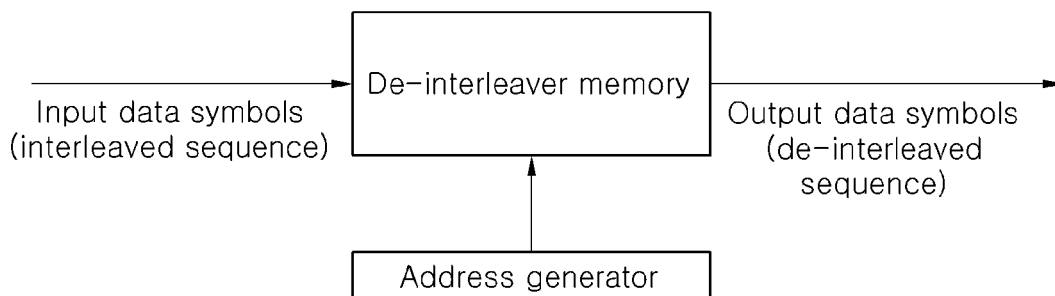 De-interleaver memory
Input data symbols
(interleaved sequence)
Output data symbols
(de-interleaved
sequence)
Address generator